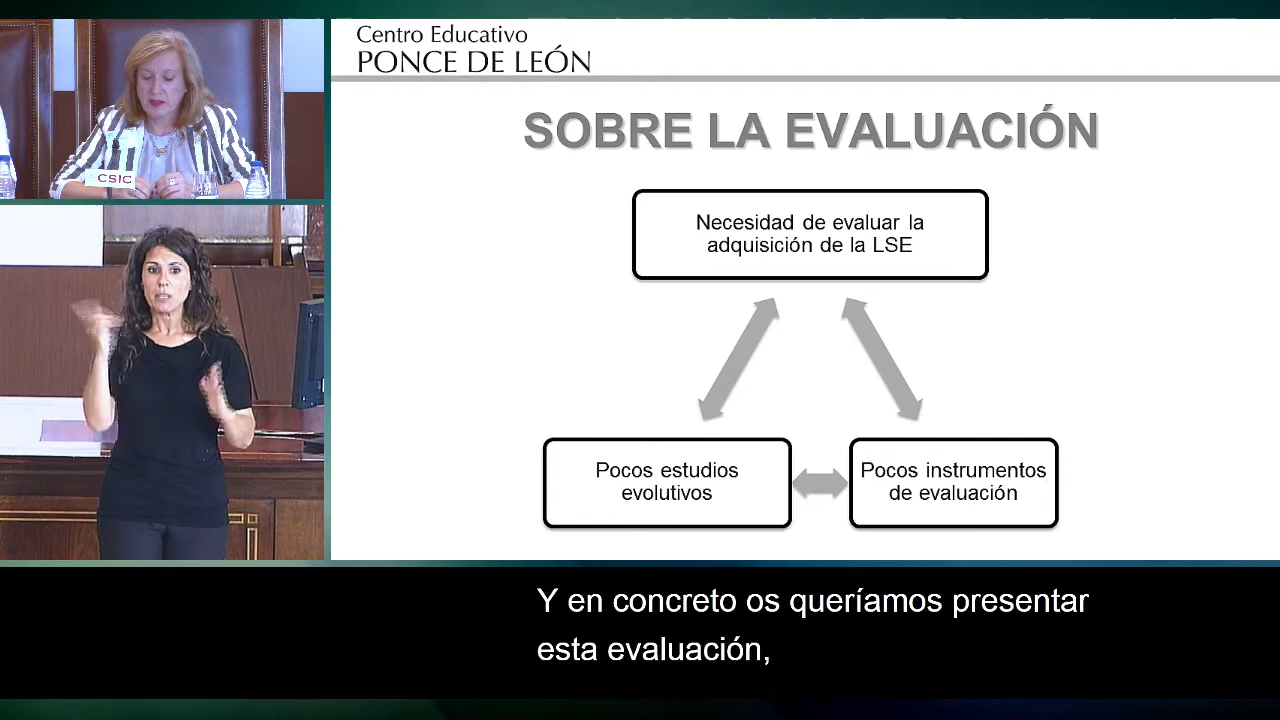 Centro Educativo
PONCE DE LEÓN
SOBRE LA EVALUACIÓN
Necesidad de evaluar la
adquisición de la LSE
Pocos estudios
evolutivos
Pocos instrumentos
de evaluación
CSIC
Y en concreto os queríamos presentar
esta evaluación,